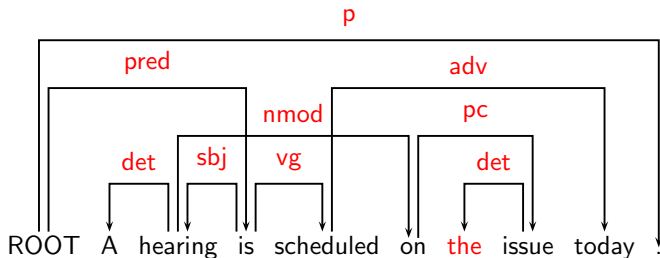 p
pred adv
nmod pc
det sbj vg det
ROOT A hearing is scheduled on the issue today .